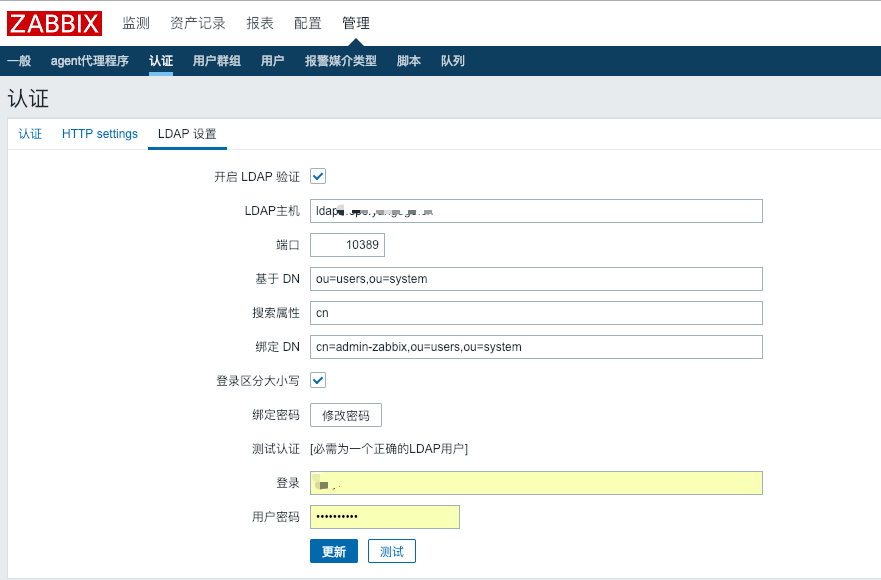 ZABBIX 监测 资产记录 报表 配置 管理
一般 agent代理程序 认证 用户群组 用户 报警媒介类型 脚本 队列
认证
认证 HTTP settings LDAP 设置
开启 LDAP 验证
LDAP主机 ldap
端口 10389
基于 DN ou=users,ou=system
搜索属性 cn
绑定 DN cn=admin-zabbix,ou=users,ou=system
登录区分大小写
绑定密码 修改密码
测试认证 [必需为一个正确的LDAP用户]
登录
用户密码 ••••••••••
更新 测试